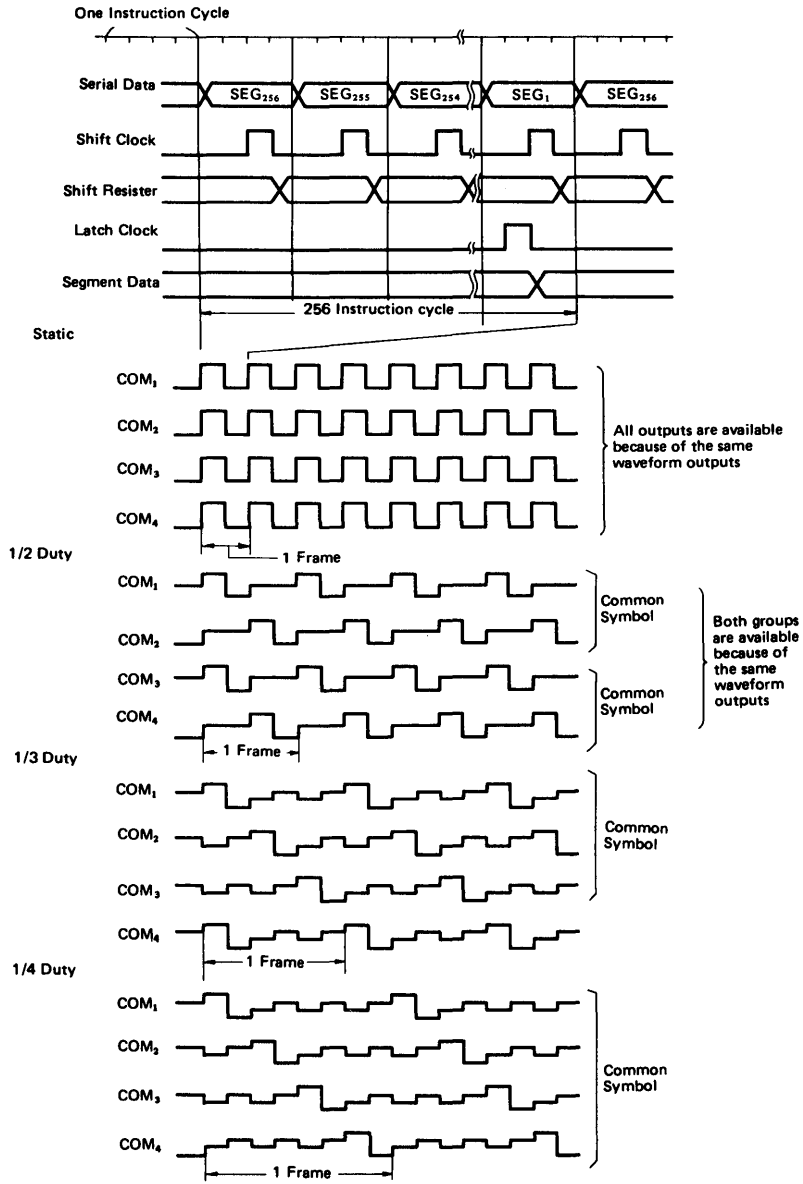 One Instruction Cycle
Serial Data
SEG₂₅₆ SEG₂₅₅ SEG₂₅₄ SEG₁ SEG₂₅₆
Shift Clock
Shift Resister
Latch Clock
Segment Data
256 Instruction cycle
Static
COM₁
COM₂
COM₃
COM₄
All outputs are available
because of the same
waveform outputs
1 Frame
1/2 Duty
COM₁
COM₂
Common
Symbol
COM₃
COM₄
Common
Symbol
Both groups
are available
because of
the same
waveform
outputs
1 Frame
1/3 Duty
COM₁
COM₂
COM₃
Common
Symbol
COM₄
1 Frame
1/4 Duty
COM₁
COM₂
COM₃
COM₄
Common
Symbol
1 Frame